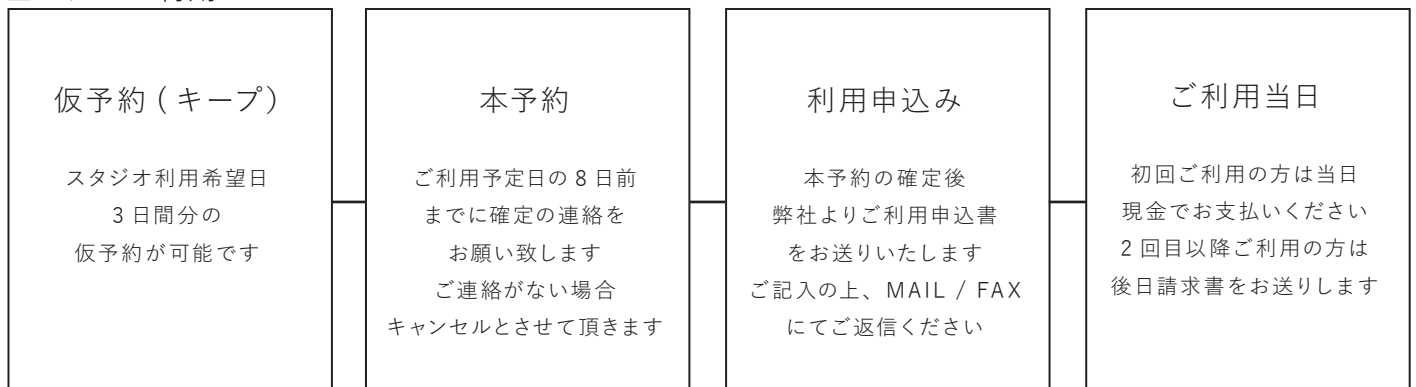 仮予約 ( キープ )
スタジオ利用希望日
3 日間分の
仮予約が可能です
本予約
ご利用予定日の 8 日前
までに確定の連絡を
お願い致します
ご連絡がない場合
キャンセルとさせて頂きます
利用申込み
本予約の確定後
弊社よりご利用申込書
をお送りいたします
ご記入の上、MAIL / FAX
にてご返信ください
ご利用当日
初回ご利用の方は当日
現金でお支払いください
2 回目以降ご利用の方は
後日請求書をお送りします